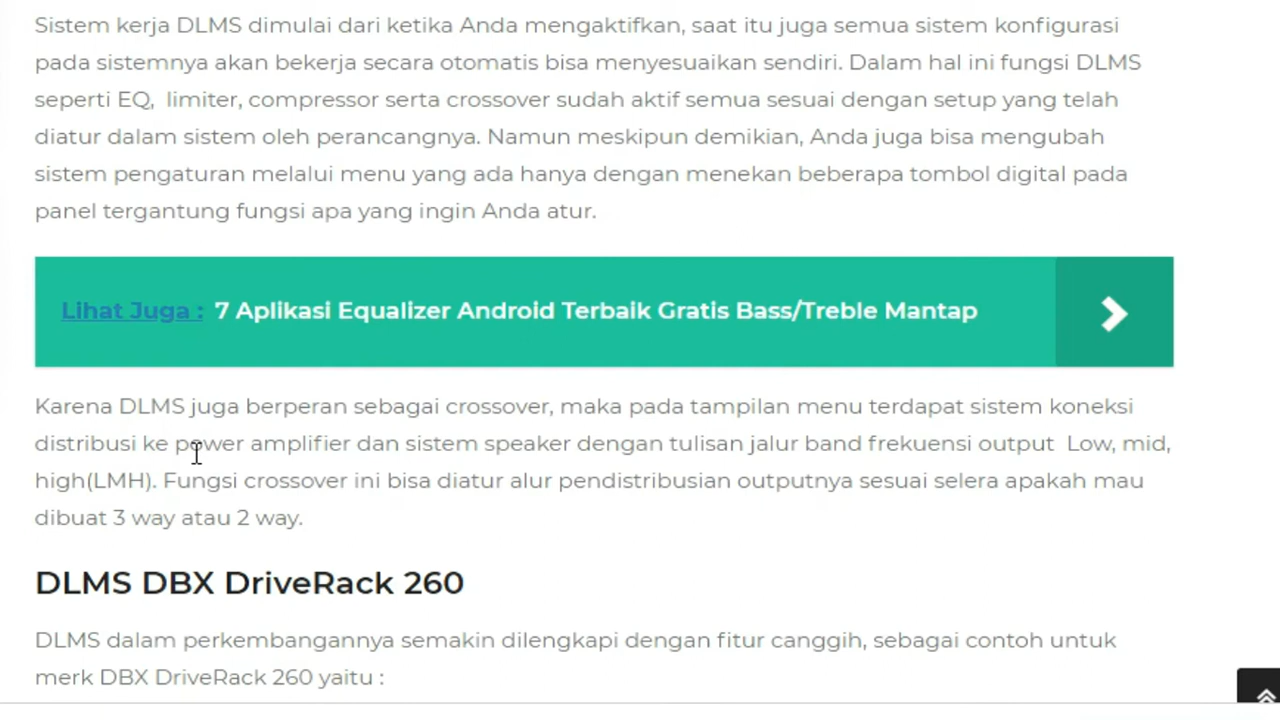 Sistem kerja DLMS dimulai dari ketika Anda mengaktifkan, saat itu juga semua sistem konfigurasi
pada sistemnya akan bekerja secara otomatis bisa menyesuaikan sendiri. Dalam hal ini fungsi DLMS
seperti EQ,  limiter, compressor serta crossover sudah aktif semua sesuai dengan setup yang telah
diatur dalam sistem oleh perancangnya. Namun meskipun demikian, Anda juga bisa mengubah
sistem pengaturan melalui menu yang ada hanya dengan menekan beberapa tombol digital pada
panel tergantung fungsi apa yang ingin Anda atur.
Lihat Juga :  7 Aplikasi Equalizer Android Terbaik Gratis Bass/Treble Mantap
Karena DLMS juga berperan sebagai crossover, maka pada tampilan menu terdapat sistem koneksi
distribusi ke power amplifier dan sistem speaker dengan tulisan jalur band frekuensi output  Low, mid,
high(LMH). Fungsi crossover ini bisa diatur alur pendistribusian outputnya sesuai selera apakah mau
dibuat 3 way atau 2 way.
DLMS DBX DriveRack 260
DLMS dalam perkembangannya semakin dilengkapi dengan fitur canggih, sebagai contoh untuk
merk DBX DriveRack 260 yaitu :